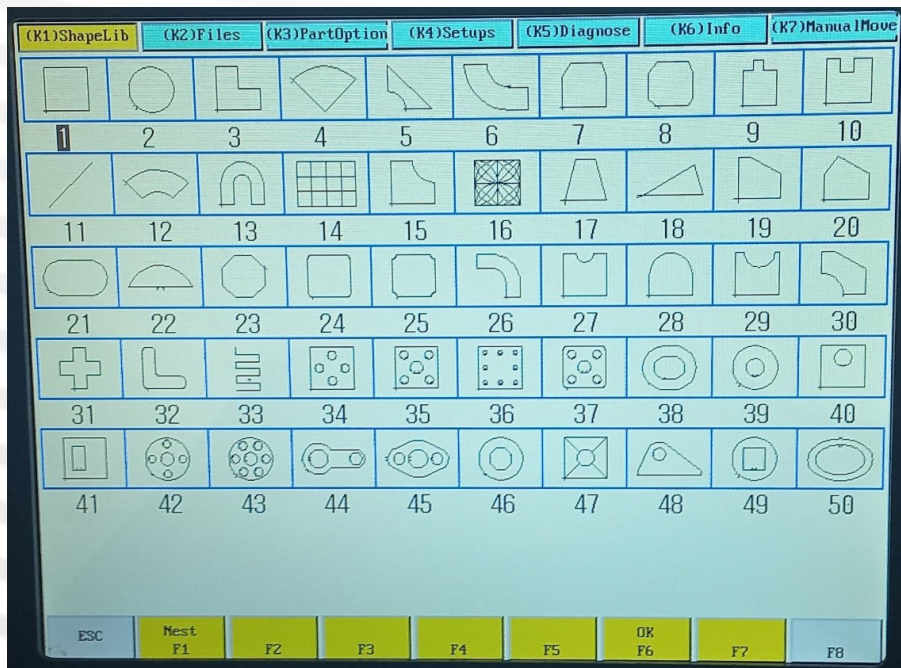 (K1)ShapeLib (K2)Files (K3)PartOption (K4)Setups (K5)Diagnose (K6)Info (K7)ManualMove
1 2 3 4 5 6 7 8 9 10
11 12 13 14 15 16 17 18 19 20
21 22 23 24 25 26 27 28 29 30
31 32 33 34 35 36 37 38 39 40
41 42 43 44 45 46 47 48 49 50
Nest OK
ESC F1 F2 F3 F4 F5 F6 F7 F8